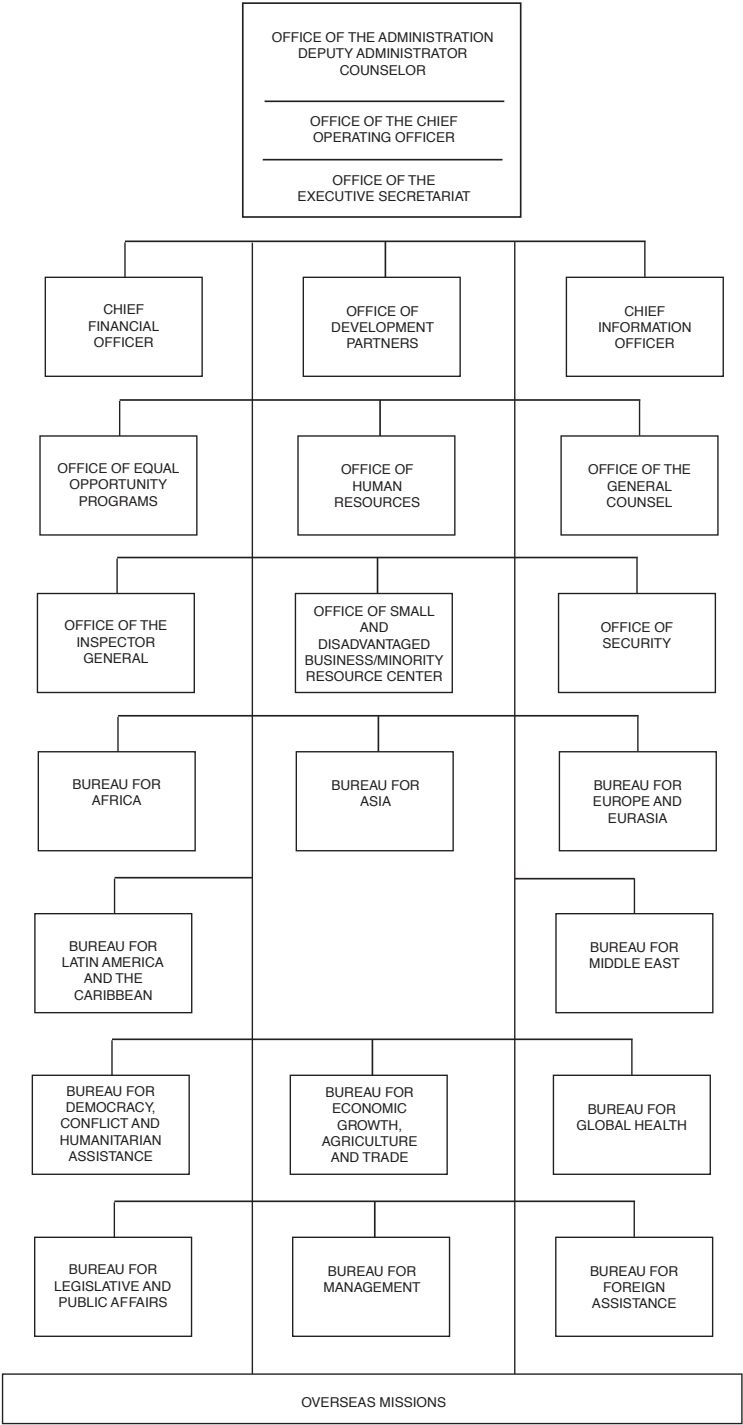 OFFICE OF THE ADMINISTRATION
DEPUTY ADMINISTRATOR
COUNSELOR
OFFICE OF THE CHIEF
OPERATING OFFICER
OFFICE OF THE
EXECUTIVE SECRETARIAT
CHIEF
FINANCIAL
OFFICER
OFFICE OF
DEVELOPMENT
PARTNERS
CHIEF
INFORMATION
OFFICER
OFFICE OF EQUAL
OPPORTUNITY
PROGRAMS
OFFICE OF
HUMAN
RESOURCES
OFFICE OF THE
GENERAL
COUNSEL
OFFICE OF THE
INSPECTOR
GENERAL
OFFICE OF SMALL
AND
DISADVANTAGED
BUSINESS/MINORITY
RESOURCE CENTER
OFFICE OF
SECURITY
BUREAU FOR
AFRICA
BUREAU FOR
ASIA
BUREAU FOR
EUROPE AND
EURASIA
BUREAU FOR
LATIN AMERICA
AND THE
CARIBBEAN
BUREAU FOR
MIDDLE EAST
BUREAU FOR
DEMOCRACY,
CONFLICT AND
HUMANITARIAN
ASSISTANCE
BUREAU FOR
ECONOMIC
GROWTH,
AGRICULTURE
AND TRADE
BUREAU FOR
GLOBAL HEALTH
BUREAU FOR
LEGISLATIVE AND
PUBLIC AFFAIRS
BUREAU FOR
MANAGEMENT
BUREAU FOR
FOREIGN
ASSISTANCE
OVERSEAS MISSIONS